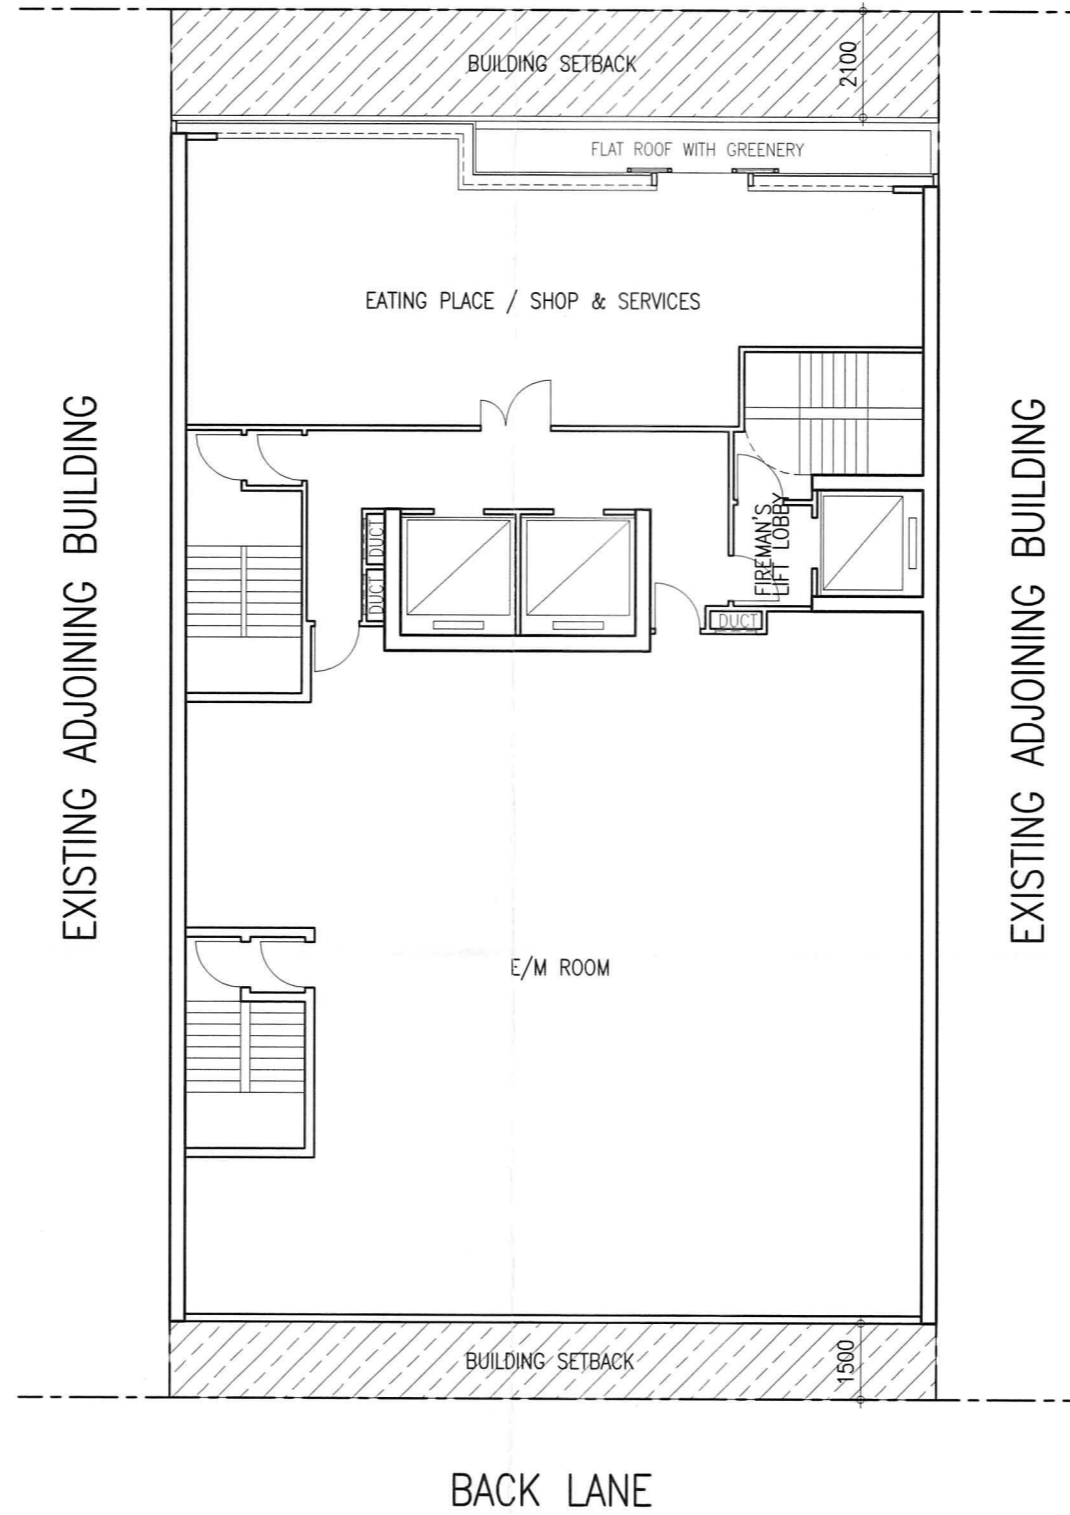 BUILDING SETBACK
2100
FLAT ROOF WITH GREENERY
EATING PLACE / SHOP & SERVICES
EXISTING ADJOINING BUILDING
EXISTING ADJOINING BUILDING
FIREMAN'S
LIFT LOBBY
DUCT
DUCT
DUCT
E/M ROOM
BUILDING SETBACK
1500
BACK LANE